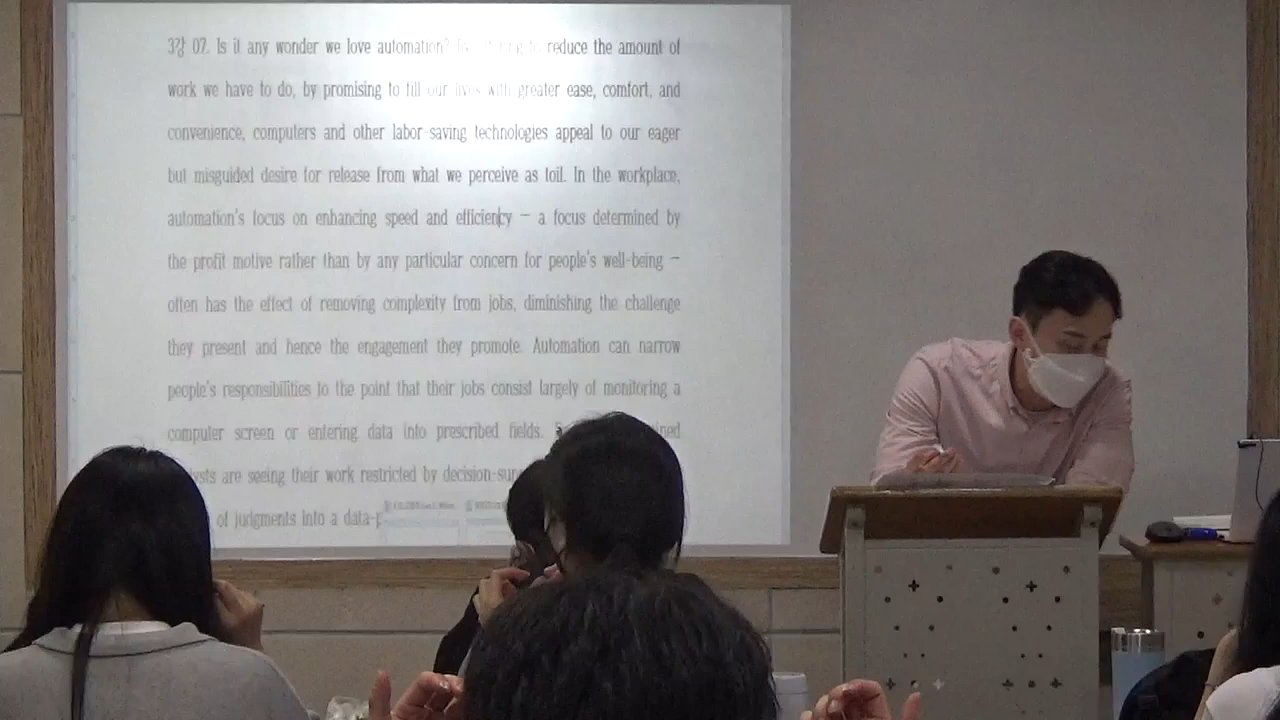 3강 07. Is it any wonder we love automation? reduce the amount of
work we have to do, by promising to fill our lives with greater ease, comfort, and
convenience, computers and other labor-saving technologies appeal to our eager
but misguided desire for release from what we perceive as toil. In the workplace,
automation's focus on enhancing speed and efficiency – a focus determined by
the profit motive rather than by any particular concern for people's well-being –
often has the effect of removing complexity from jobs, diminishing the challenge
they present and hence the engagement they promote. Automation can narrow
people's responsibilities to the point that their jobs consist largely of monitoring a
computer screen or entering data into prescribed fields.
are seeing their work restricted by
of judgments into a